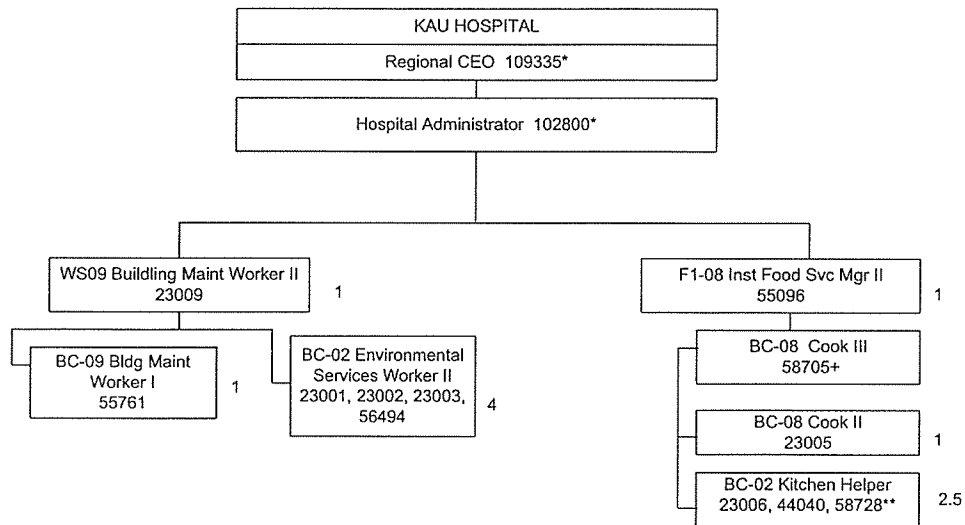 KAU HOSPITAL
Regional CEO 109335*
Hospital Administrator 102800*
WS09 Buildling Maint Worker II
23009
1
BC-09 Bldg Maint
Worker I
55761
1
BC-02 Environmental
Services Worker II
23001, 23002, 23003,
56494
4
F1-08 Inst Food Svc Mgr II
55096
1
BC-08 Cook III
58705+
BC-08 Cook II
23005
1
BC-02 Kitchen Helper
23006, 44040, 58728**
2.5